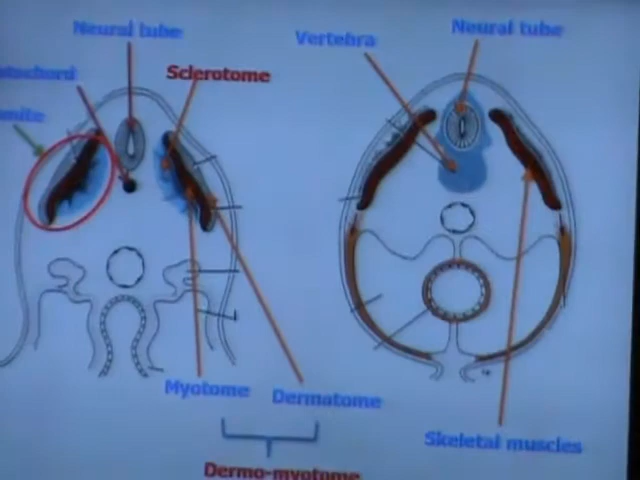 Neural tube
Vertebra
Neural tube
Sclerotome
Myotome
Dermatome
Skeletal muscles
Dermo-myotome